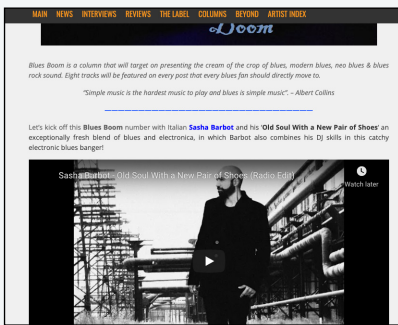 MAIN NEWS INTERVIEWS REVIEWS THE LABEL COLUMNS BEYOND ARTIST INDEX
Doom
Blues Boom is a column that will target on presenting the cream of the crop of blues, modern blues, neo blues & blues
rock sound. Eight tracks will be featured on every post that every blues fan should directly move to.
“Simple music is the hardest music to play and blues is simple music”. – Albert Collins
Let’s kick off this Blues Boom number with Italian Sasha Barbot and his ‘Old Soul With a New Pair of Shoes’ an
exceptionally fresh blend of blues and electronica, in which Barbot also combines his DJ skills in this catchy
electronic blues banger!
Sasha Barbot - Old Soul With a New Pair of Shoes (Radio Edit)
Watch later